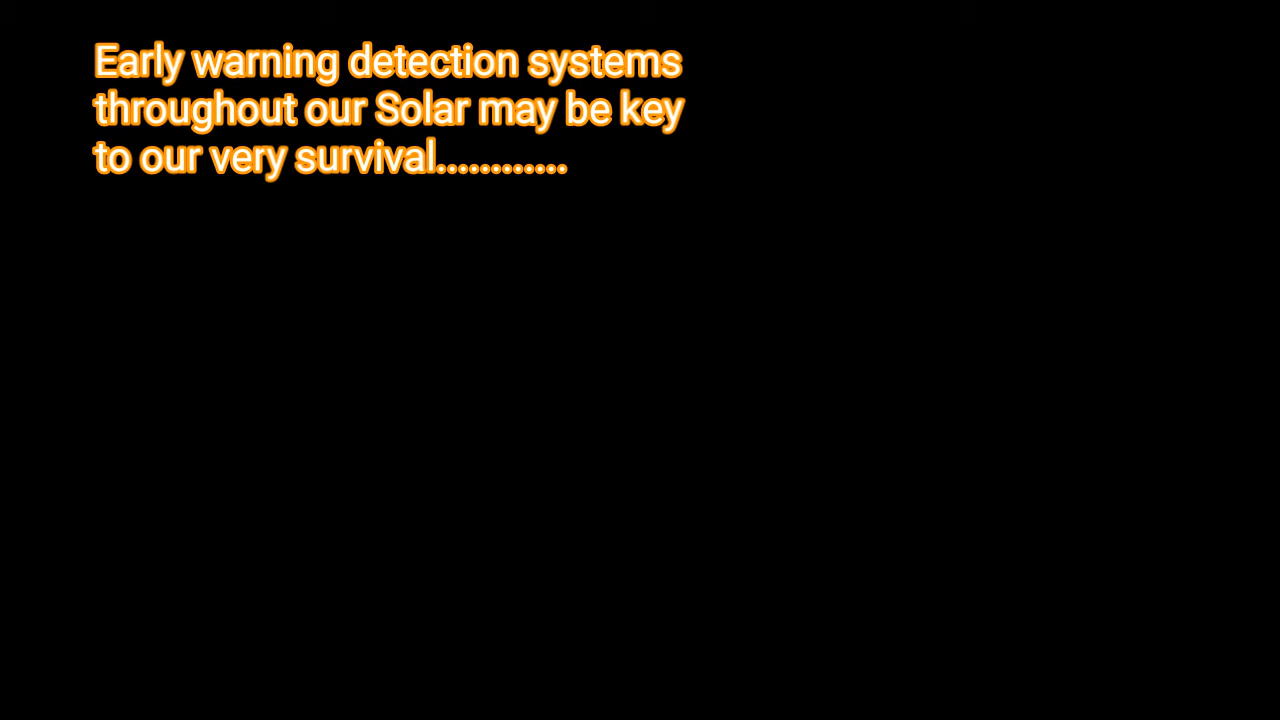 Early warning detection systems
throughout our Solar may be key
to our very survival............